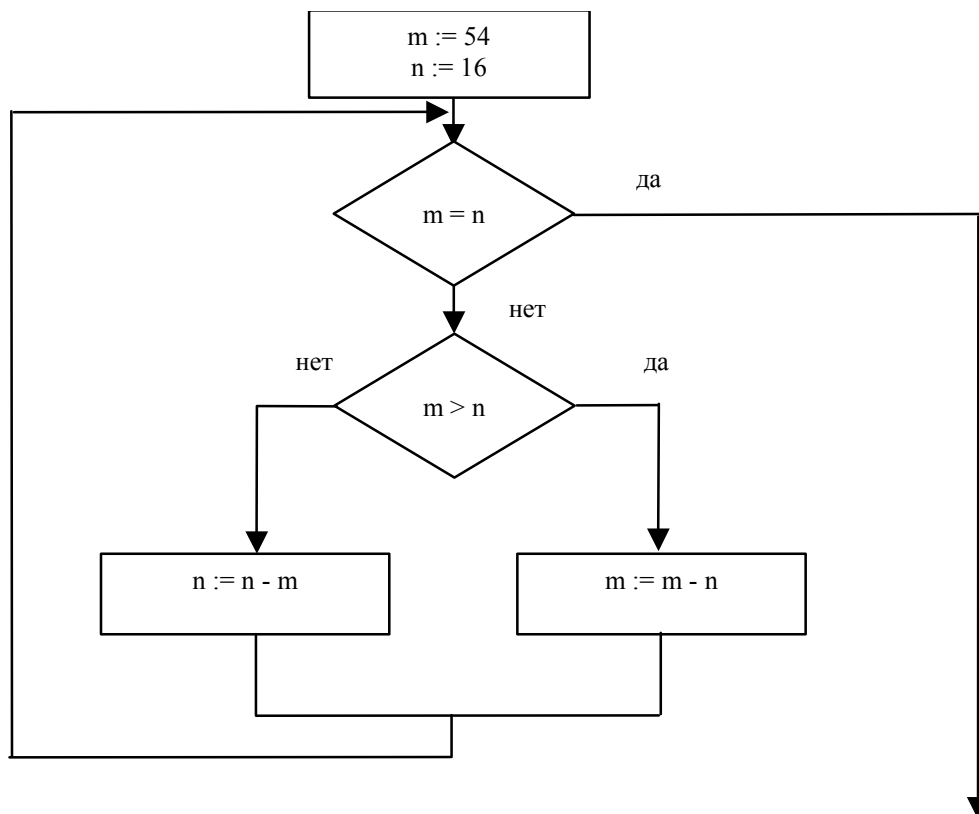 m := 54
n := 16
да
m = n
нет
нет
да
m > n
n := n - m
m := m - n